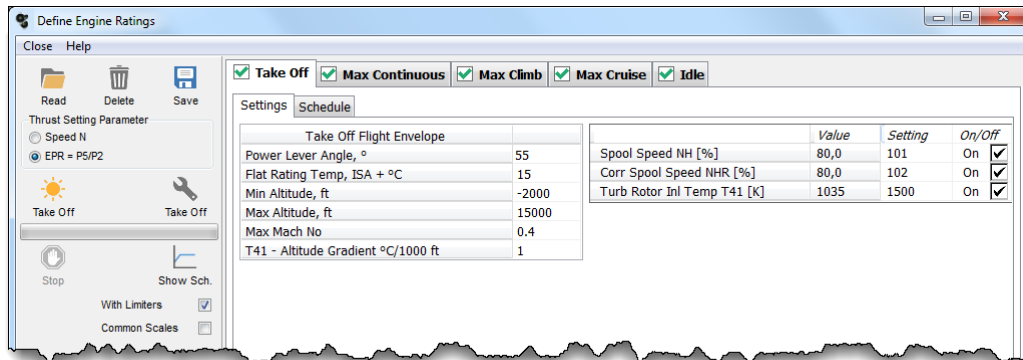 Define Engine Ratings
Close Help
Read Delete Save
Thrust Setting Parameter
Speed N
EPR = P5/P2
Take Off Take Off
Stop Show Sch.
With Limiters
Common Scales
Take Off Max Continuous Max Climb Max Cruise Idle
Settings Schedule
Take Off Flight Envelope
Power Lever Angle, º 55
Flat Rating Temp, ISA + ºC 15
Min Altitude, ft -2000
Max Altitude, ft 15000
Max Mach No 0.4
T41 - Altitude Gradient ºC/1000 ft 1
Value Setting On/Off
Spool Speed NH [%] 80,0 101 On
Corr Spool Speed NHR [%] 80,0 102 On
Turb Rotor Inl Temp T41 [K] 1035 1500 On